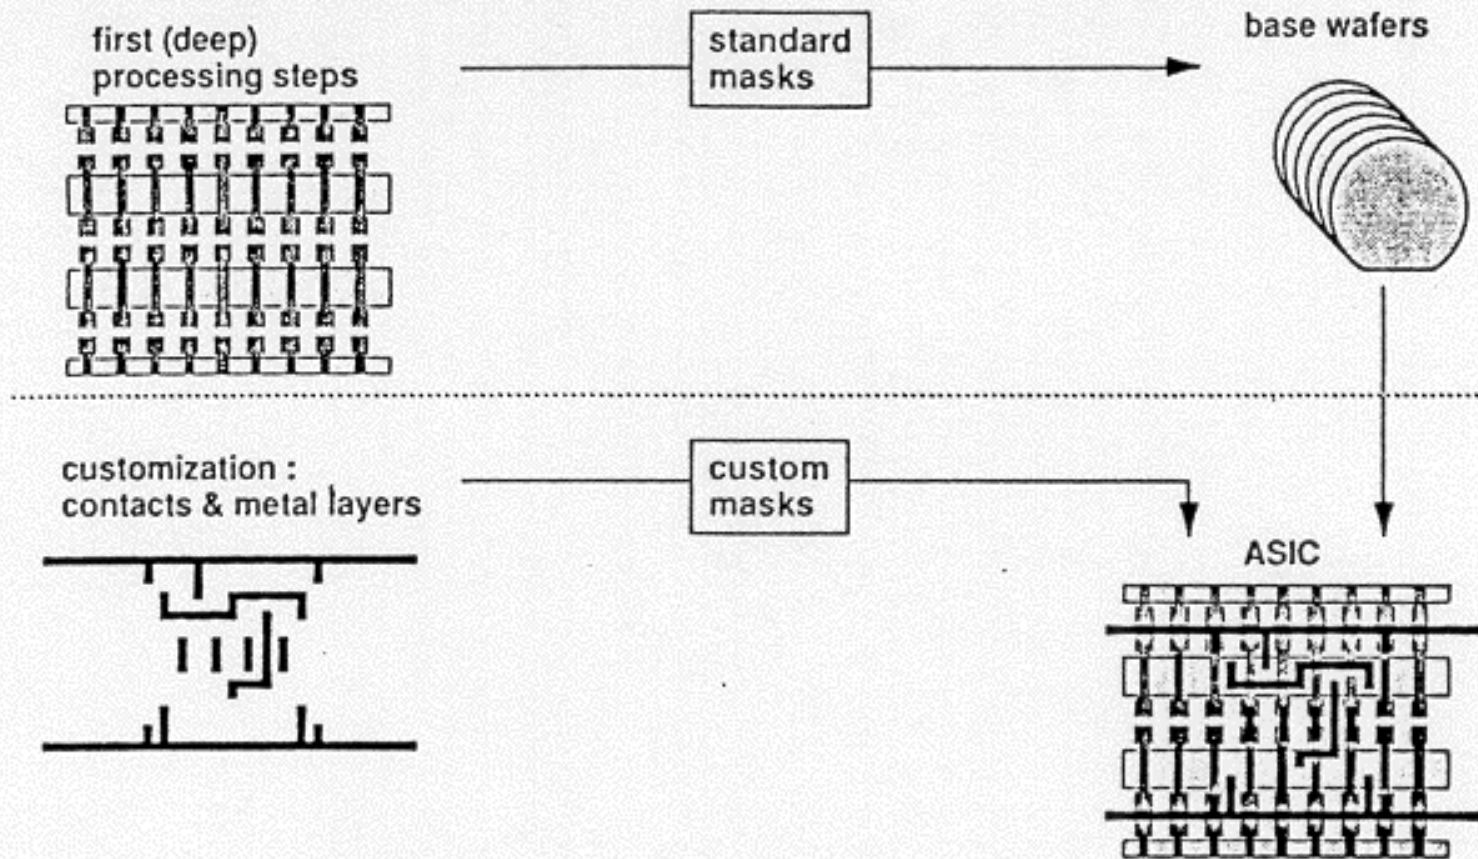 first (deep)
processing steps
standard
masks
base wafers
customization :
contacts & metal layers
custom
masks
ASIC